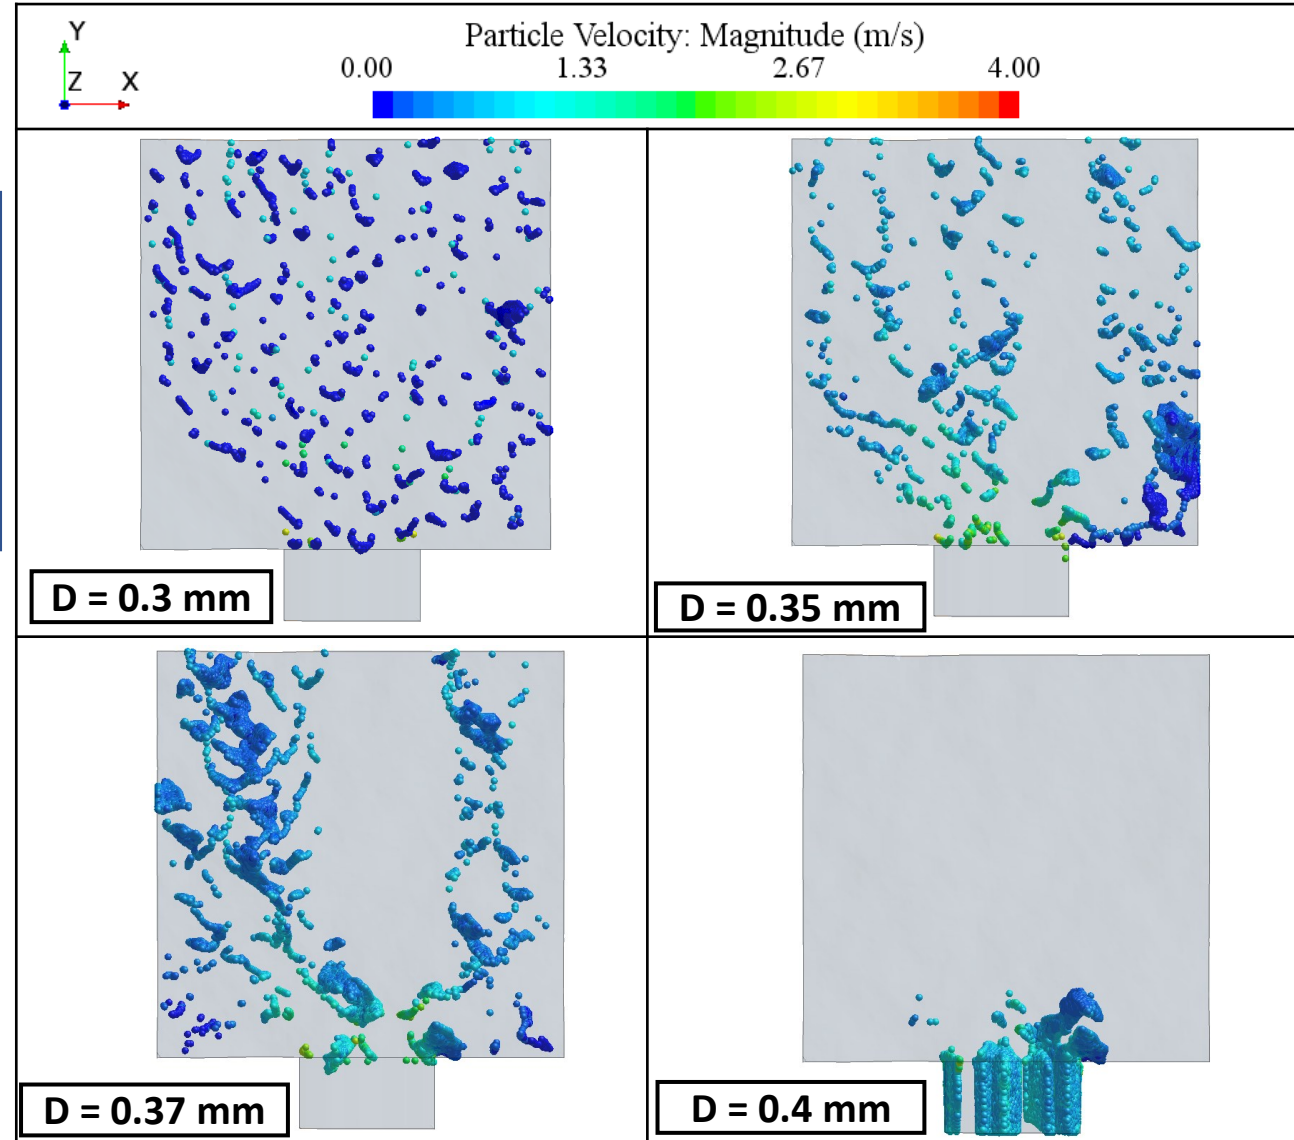 Y
Z X
Particle Velocity: Magnitude (m/s)
0.00 1.33 2.67 4.00
D = 0.3 mm
D = 0.35 mm
D = 0.37 mm
D = 0.4 mm